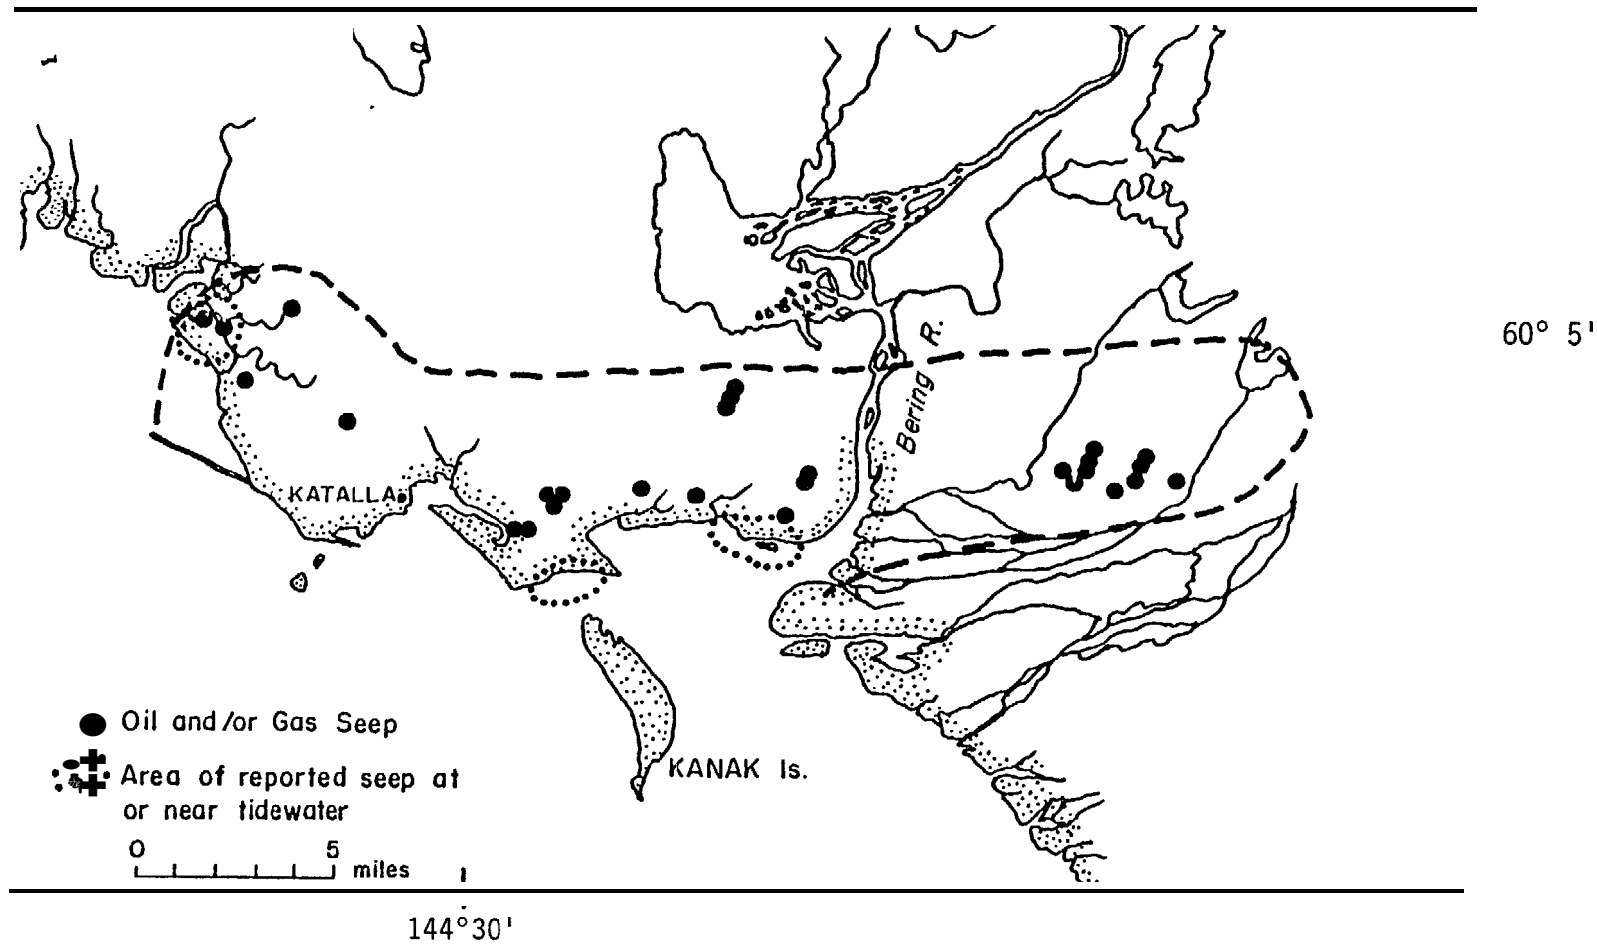 60° 5'
Bering R.
KATALLA
Oil and/or Gas Seep
KANAK Is.
Area of reported seep at
or near tidewater
0 5
miles
144°30'